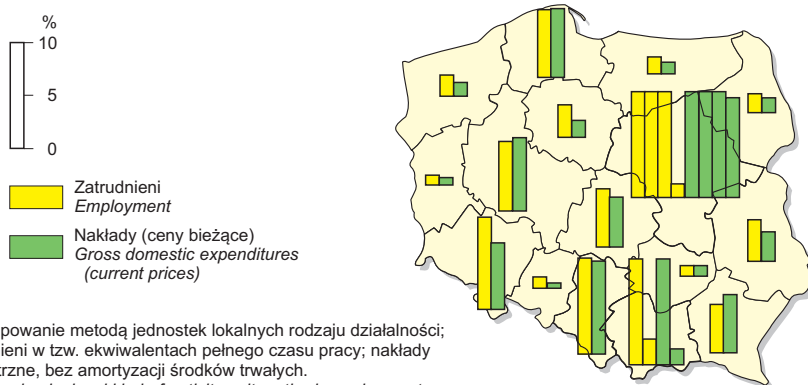 %
10
5
0
Zatrudnieni
Employment
Nakłady (ceny bieżące)
Gross domestic expenditures
(current prices)
powanie metodą jednostek lokalnych rodzaju działalności;
ieni w tzw. ekwiwalentach pełnego czasu pracy; nakłady
trzne, bez amortyzacji środków trwałych.